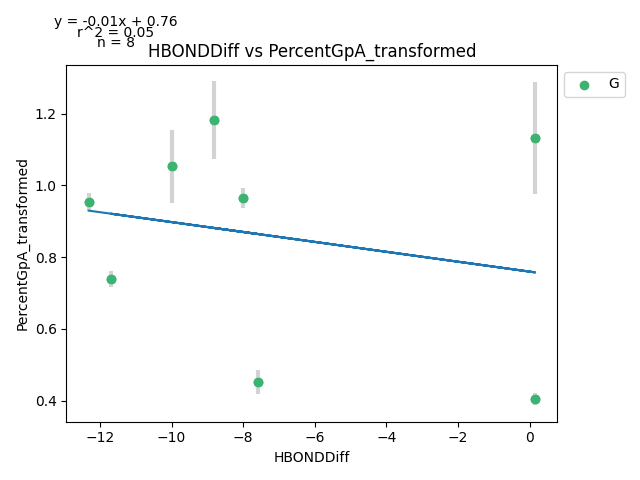 y = -0.01x + 0.76
r^2 = 0.05
n = 8
HBONDDiff vs PercentGpA_transformed
G
PercentGpA_transformed
1.2
1.0
0.8
0.6
0.4
−12
−10
−8
−6
−4
−2
0
HBONDDiff